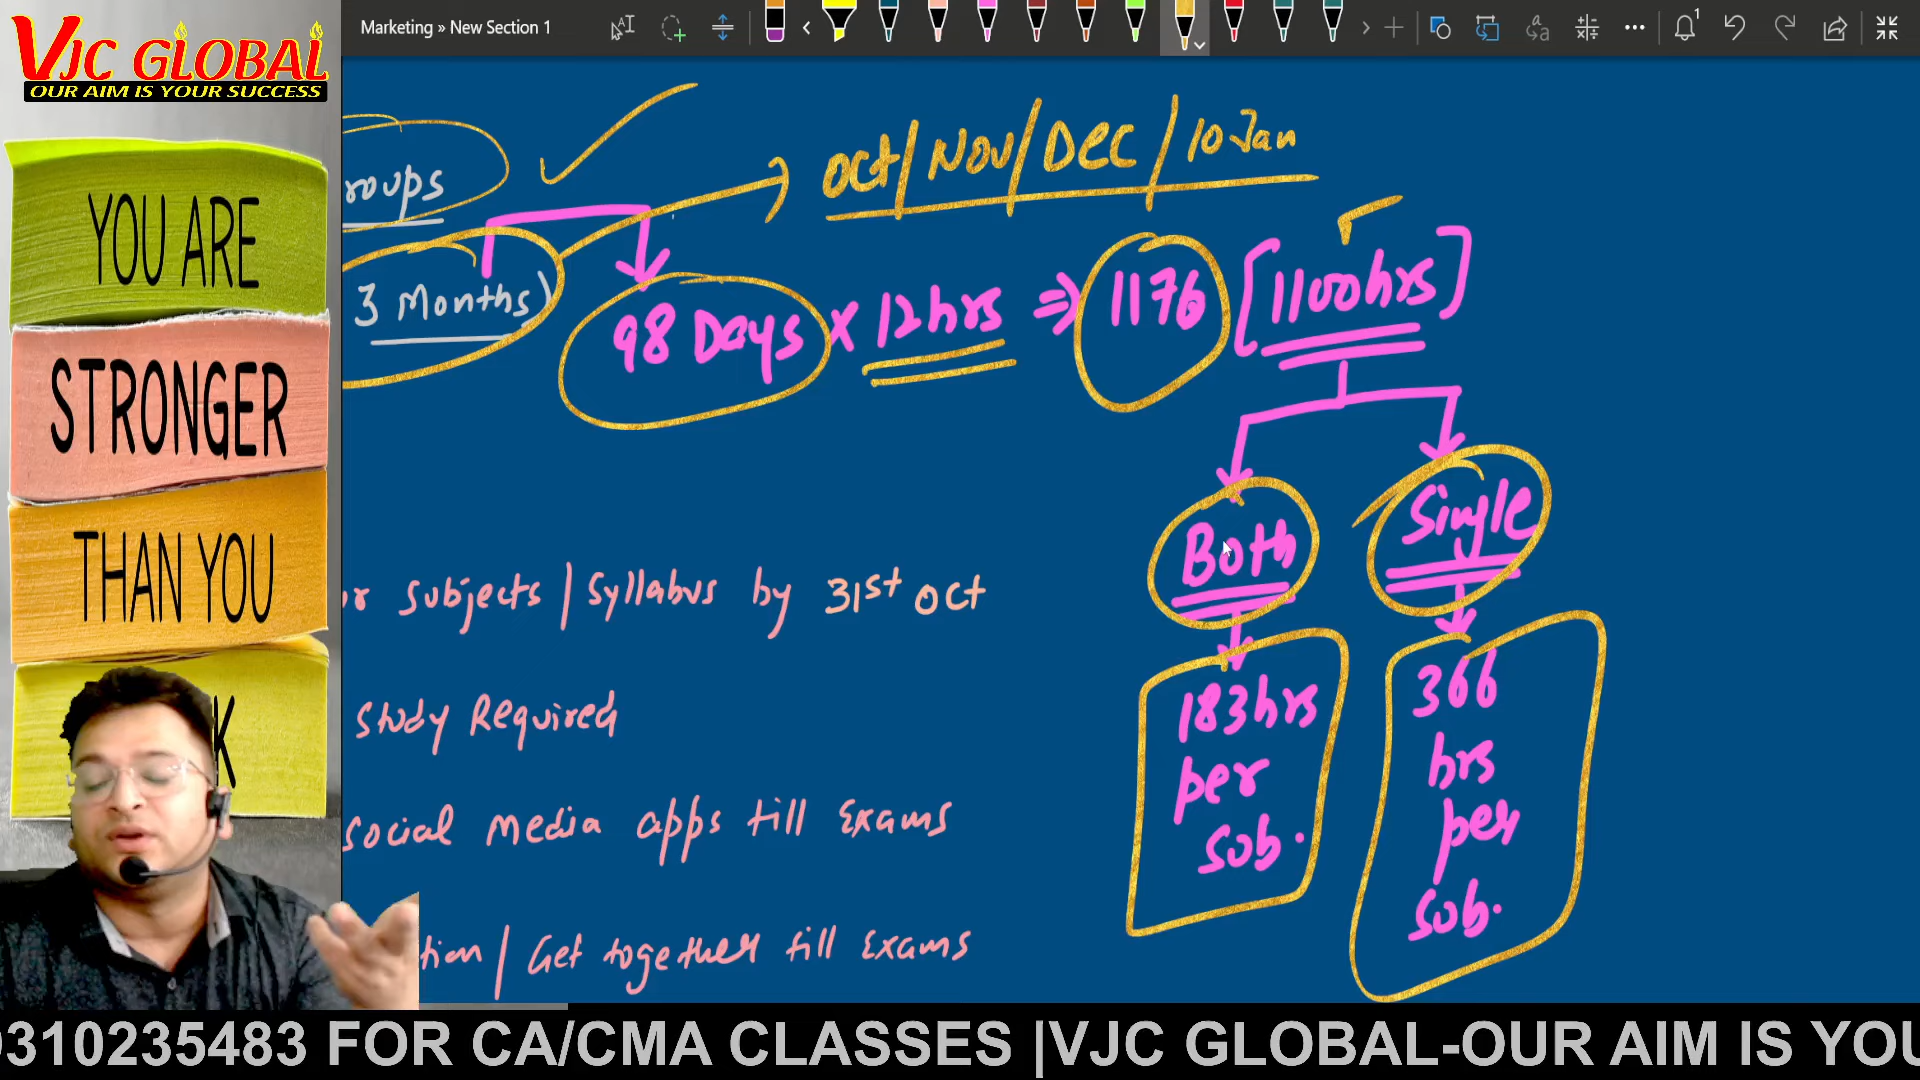 VJC GLOBAL
OUR AIM IS YOUR SUCCESS
Marketing » New Section 1
YOU ARE
STRONGER
THAN YOU
K
roups
Oct/Nov/Dec/10 Jan
3 Months)
98 Days x 12hrs ⇒ 1176 [1100hrs]
Both
Single
183hrs
per
sub.
366
hrs
per
sub.
or subjects/syllabus by 31st Oct
study Required
social media apps till Exams
tion/Get together till Exams
0310235483 FOR CA/CMA CLASSES |VJC GLOBAL-OUR AIM IS YOU